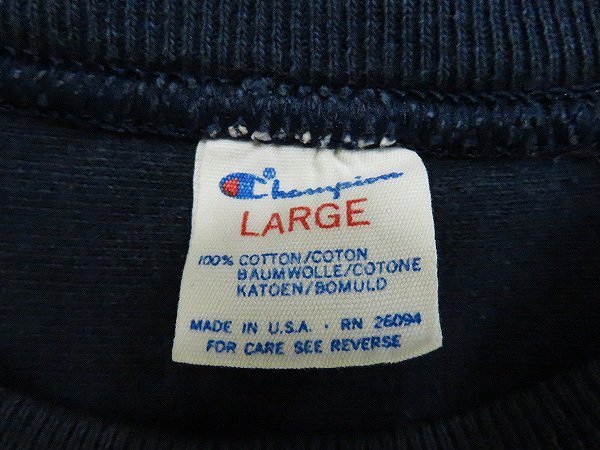 Champion
LARGE
100% COTTON/COTON
BAUMWOLLE/COTONE
KATOEN/BOMULD
MADE IN U.S.A. · RN 26094
FOR CARE SEE REVERSE